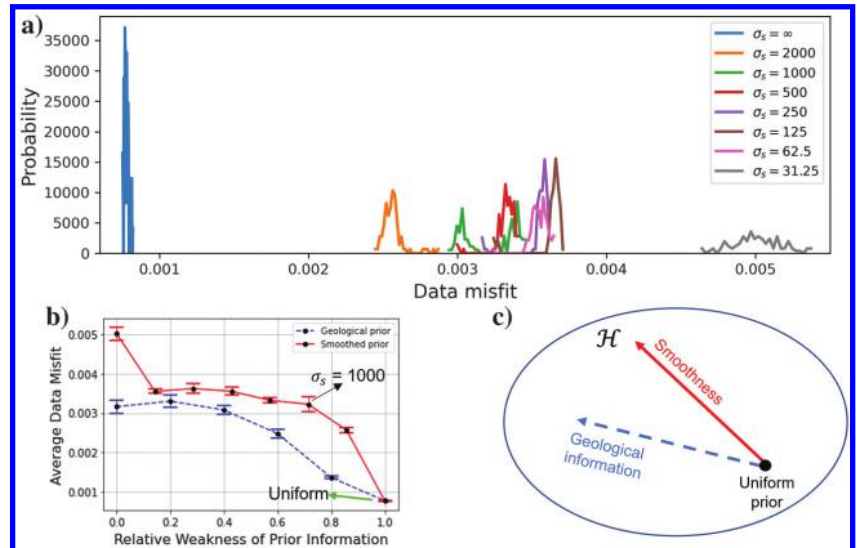 a)
35000
30000
25000
20000
15000
10000
5000
0
Probability
0.001
0.002
0.003
0.004
0.005
Data misfit
σₛ = ∞
σₛ = 2000
σₛ = 1000
σₛ = 500
σₛ = 250
σₛ = 125
σₛ = 62.5
σₛ = 31.25
b)
Geological prior
Smoothed prior
0.005
0.004
0.003
0.002
0.001
Average Data Misfit
σₛ = 1000
Uniform
0.0
0.2
0.4
0.6
0.8
1.0
Relative Weakness of Prior Information
c)
ℋ
Smoothness
Geological
information
Uniform
prior